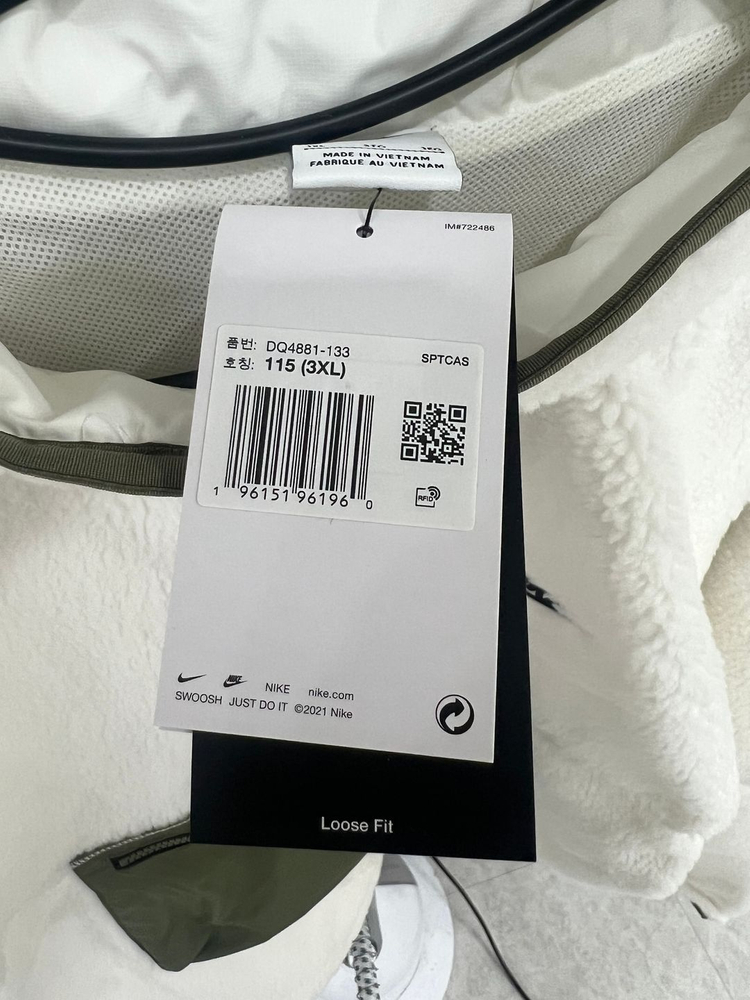 MADE IN VIETNAM
FABRIQUE AU VIETNAM
IM#722486
품번: DQ4881-133
SPTCAS
호칭: 115 (3XL)
1 96151 96196 0
RFID
NIKE nike.com
SWOOSH JUST DO IT ©2021 Nike
Loose Fit